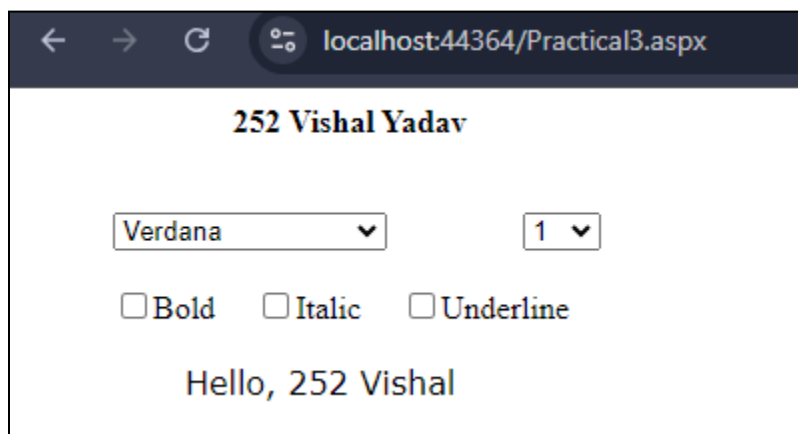 localhost:44364/Practical3.aspx
252 Vishal Yadav
Verdana 1
Bold Italic Underline
Hello, 252 Vishal